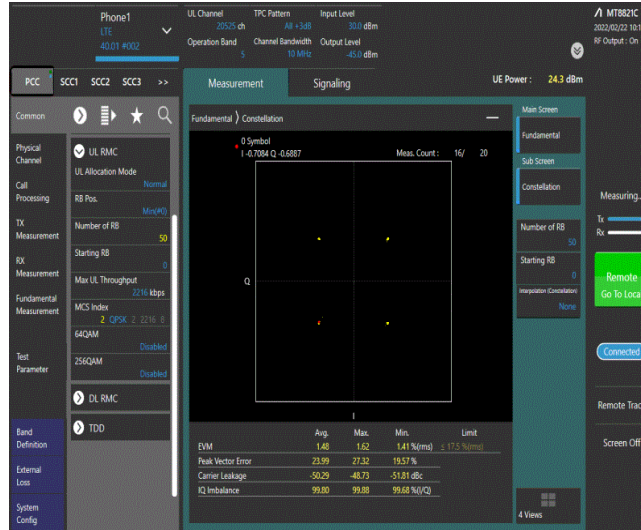 Phone1
LTE
40.01 #002
UL Channel TPC Pattern Input Level
20525 ch All +3dB 30.0 dBm
Operation Band Channel Bandwidth Output Level
5 10 MHz -45.0 dBm
MT8821C
2022/02/22 10:1
RF Output : On
PCC SCC1 SCC2 SCC3 >>
Measurement Signaling UE Power : 24.3 dBm
Common
Physical Channel
Call Processing
TX Measurement
RX Measurement
Fundamental Measurement
Test Parameter
Band Definition
External Loss
System Config
UL RMC
UL Allocation Mode
Normal
RB Pos.
Min(#0)
Number of RB
50
Starting RB
0
Max UL Throughput
2216 kbps
MCS Index
2 QPSK 2 2216 8
64QAM
Disabled
256QAM
Disabled
DL RMC
TDD
Fundamental Constellation
0 Symbol
I -0.7084 Q -0.6887 Meas. Count : 16/ 20
Q
I
Avg. Max. Min. Limit
EVM 1.48 1.62 1.41 %(rms) ≤ 17.5 %(rms)
Peak Vector Error 23.99 27.32 19.57 %
Carrier Leakage -50.29 -48.73 -51.81 dBc
IQ Imbalance 99.80 99.88 99.68 %(I/Q)
Main Screen
Fundamental
Sub Screen
Constellation
Number of RB
50
Starting RB
0
Interpolation (Constellation)
None
4 Views
Measuring..
Tx
Rx
Remote
Go To Loca
Connected
Remote Trac
Screen Off